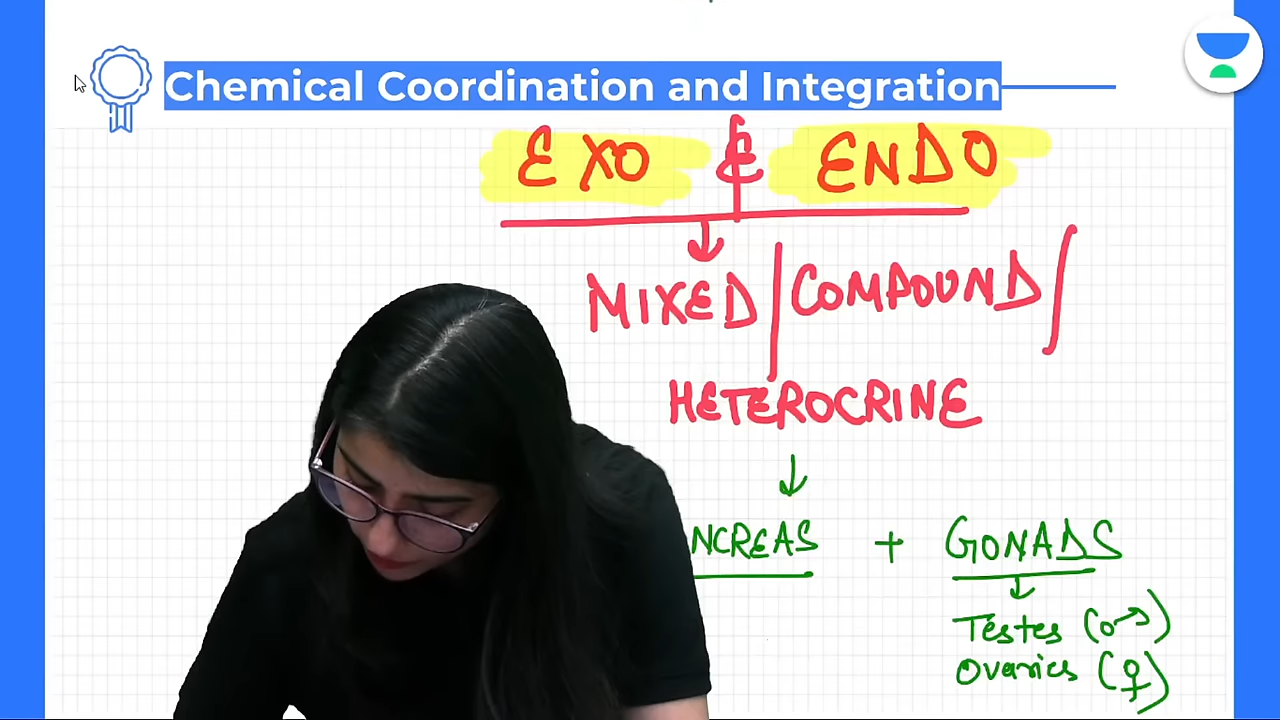 Chemical Coordination and Integration
EXO & ENDO
MIXED / COMPOUND /
HETEROCRINE
NCREAS + GONADS
Testes (♂)
Ovaries (♀)